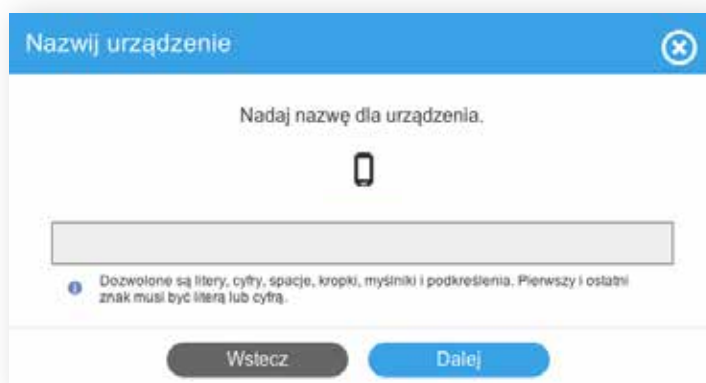 Nazwij urządzenie
Nadaj nazwę dla urządzenia.
Dozwolone są litery, cyfry, spacje, kropki, myślniki i podkreślenia. Pierwszy i ostatni
znak musi być literą lub cyfrą.
Wstecz
Dalej